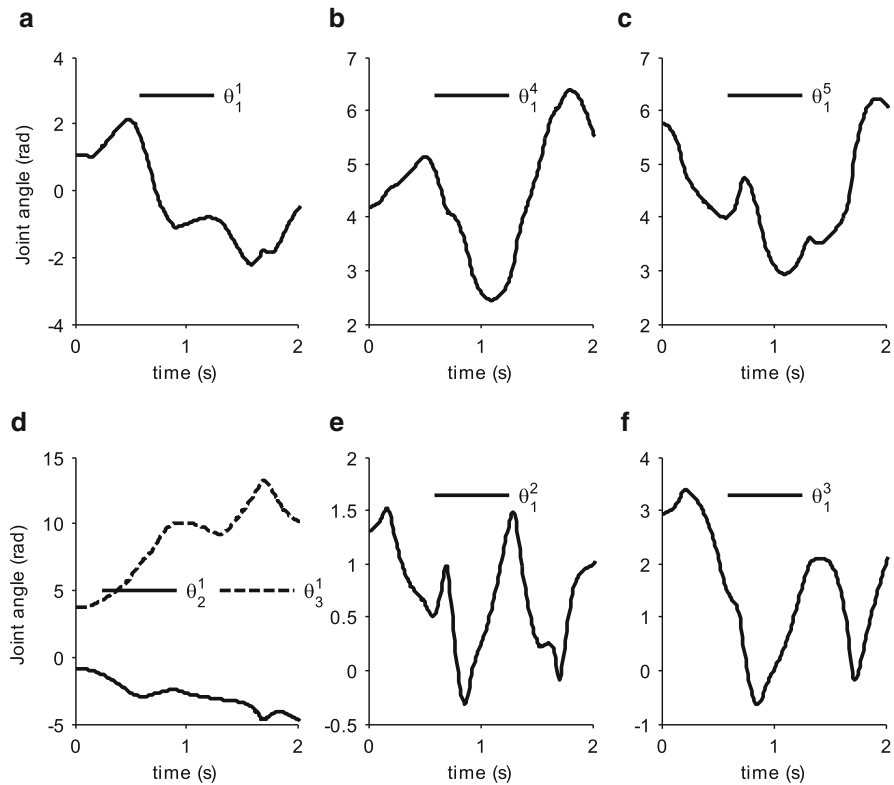 a b c
4 7 7
θ₁¹ θ₁⁴ θ₁⁵
6 6
2
5 5
0
4 4
-2
3 3
-4 2 2
0 1 2 0 1 2 0 1 2
Joint angle (rad)
time (s) time (s) time (s)
d e f
15 2 4
θ₁² θ₁³
10 1.5 3
1 2
5 θ₂¹ θ₃¹
0.5 1
0
0 0
-5 -0.5 -1
0 1 2 0 1 2 0 1 2
Joint angle (rad)
time (s) time (s) time (s)